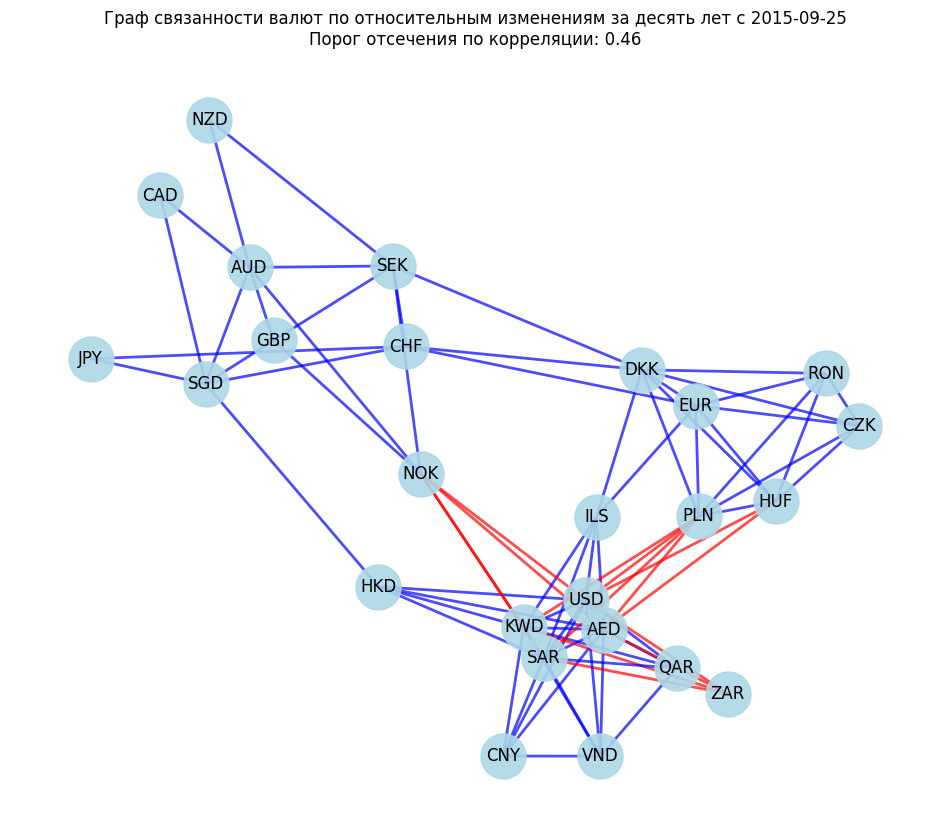 Граф связанности валют по относительным изменениям за десять лет с 2015-09-25
Порог отсечения по корреляции: 0.46
NZD
CAD
AUD
SEK
GBP
CHF
JPY
SGD
DKK
RON
EUR
CZK
NOK
HUF
ILS
PLN
HKD
USD
KWD
AED
SAR
QAR
ZAR
CNY
VND